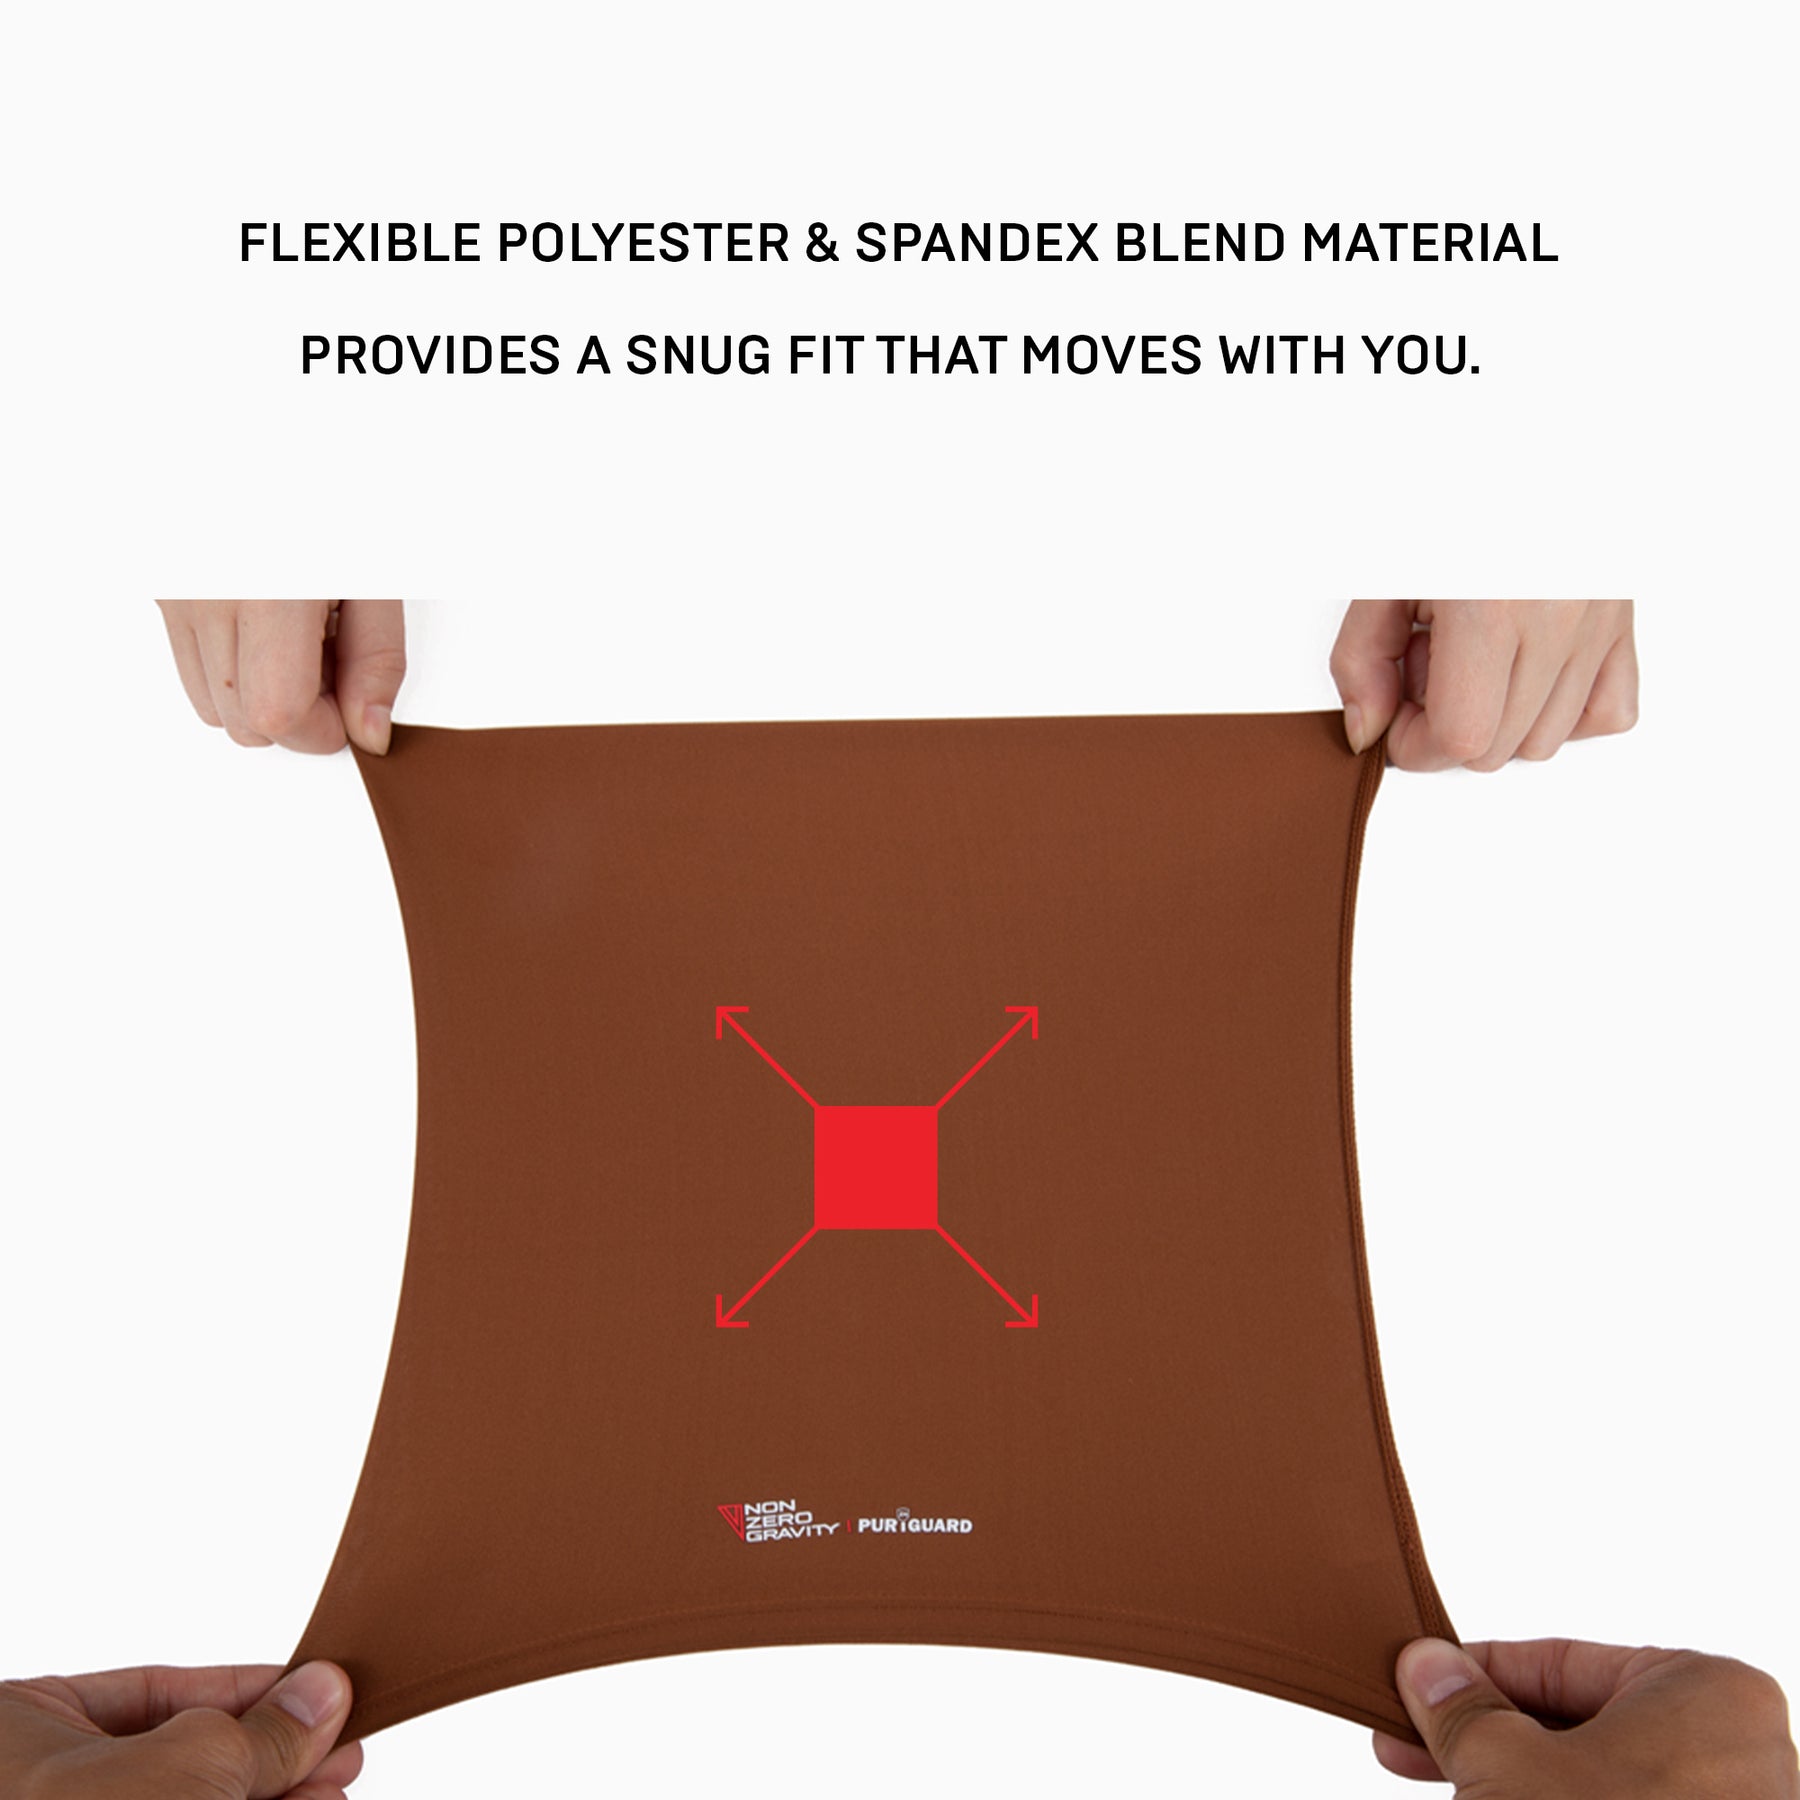 FLEXIBLE POLYESTER & SPANDEX BLEND MATERIAL
PROVIDES A SNUG FIT THAT MOVES WITH YOU.
NON
ZERO
GRAVITY | PURIGUARD